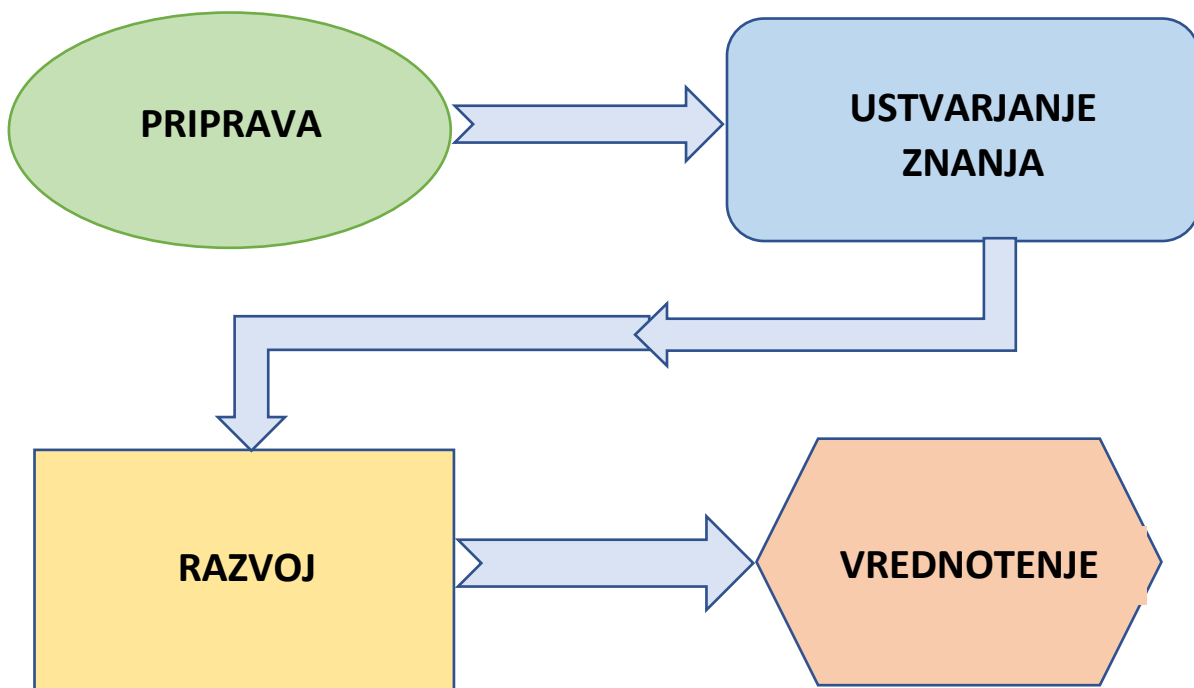 PRIPRAVA
USTVARJANJE
ZNANJA
RAZVOJ
VREDNOTENJE